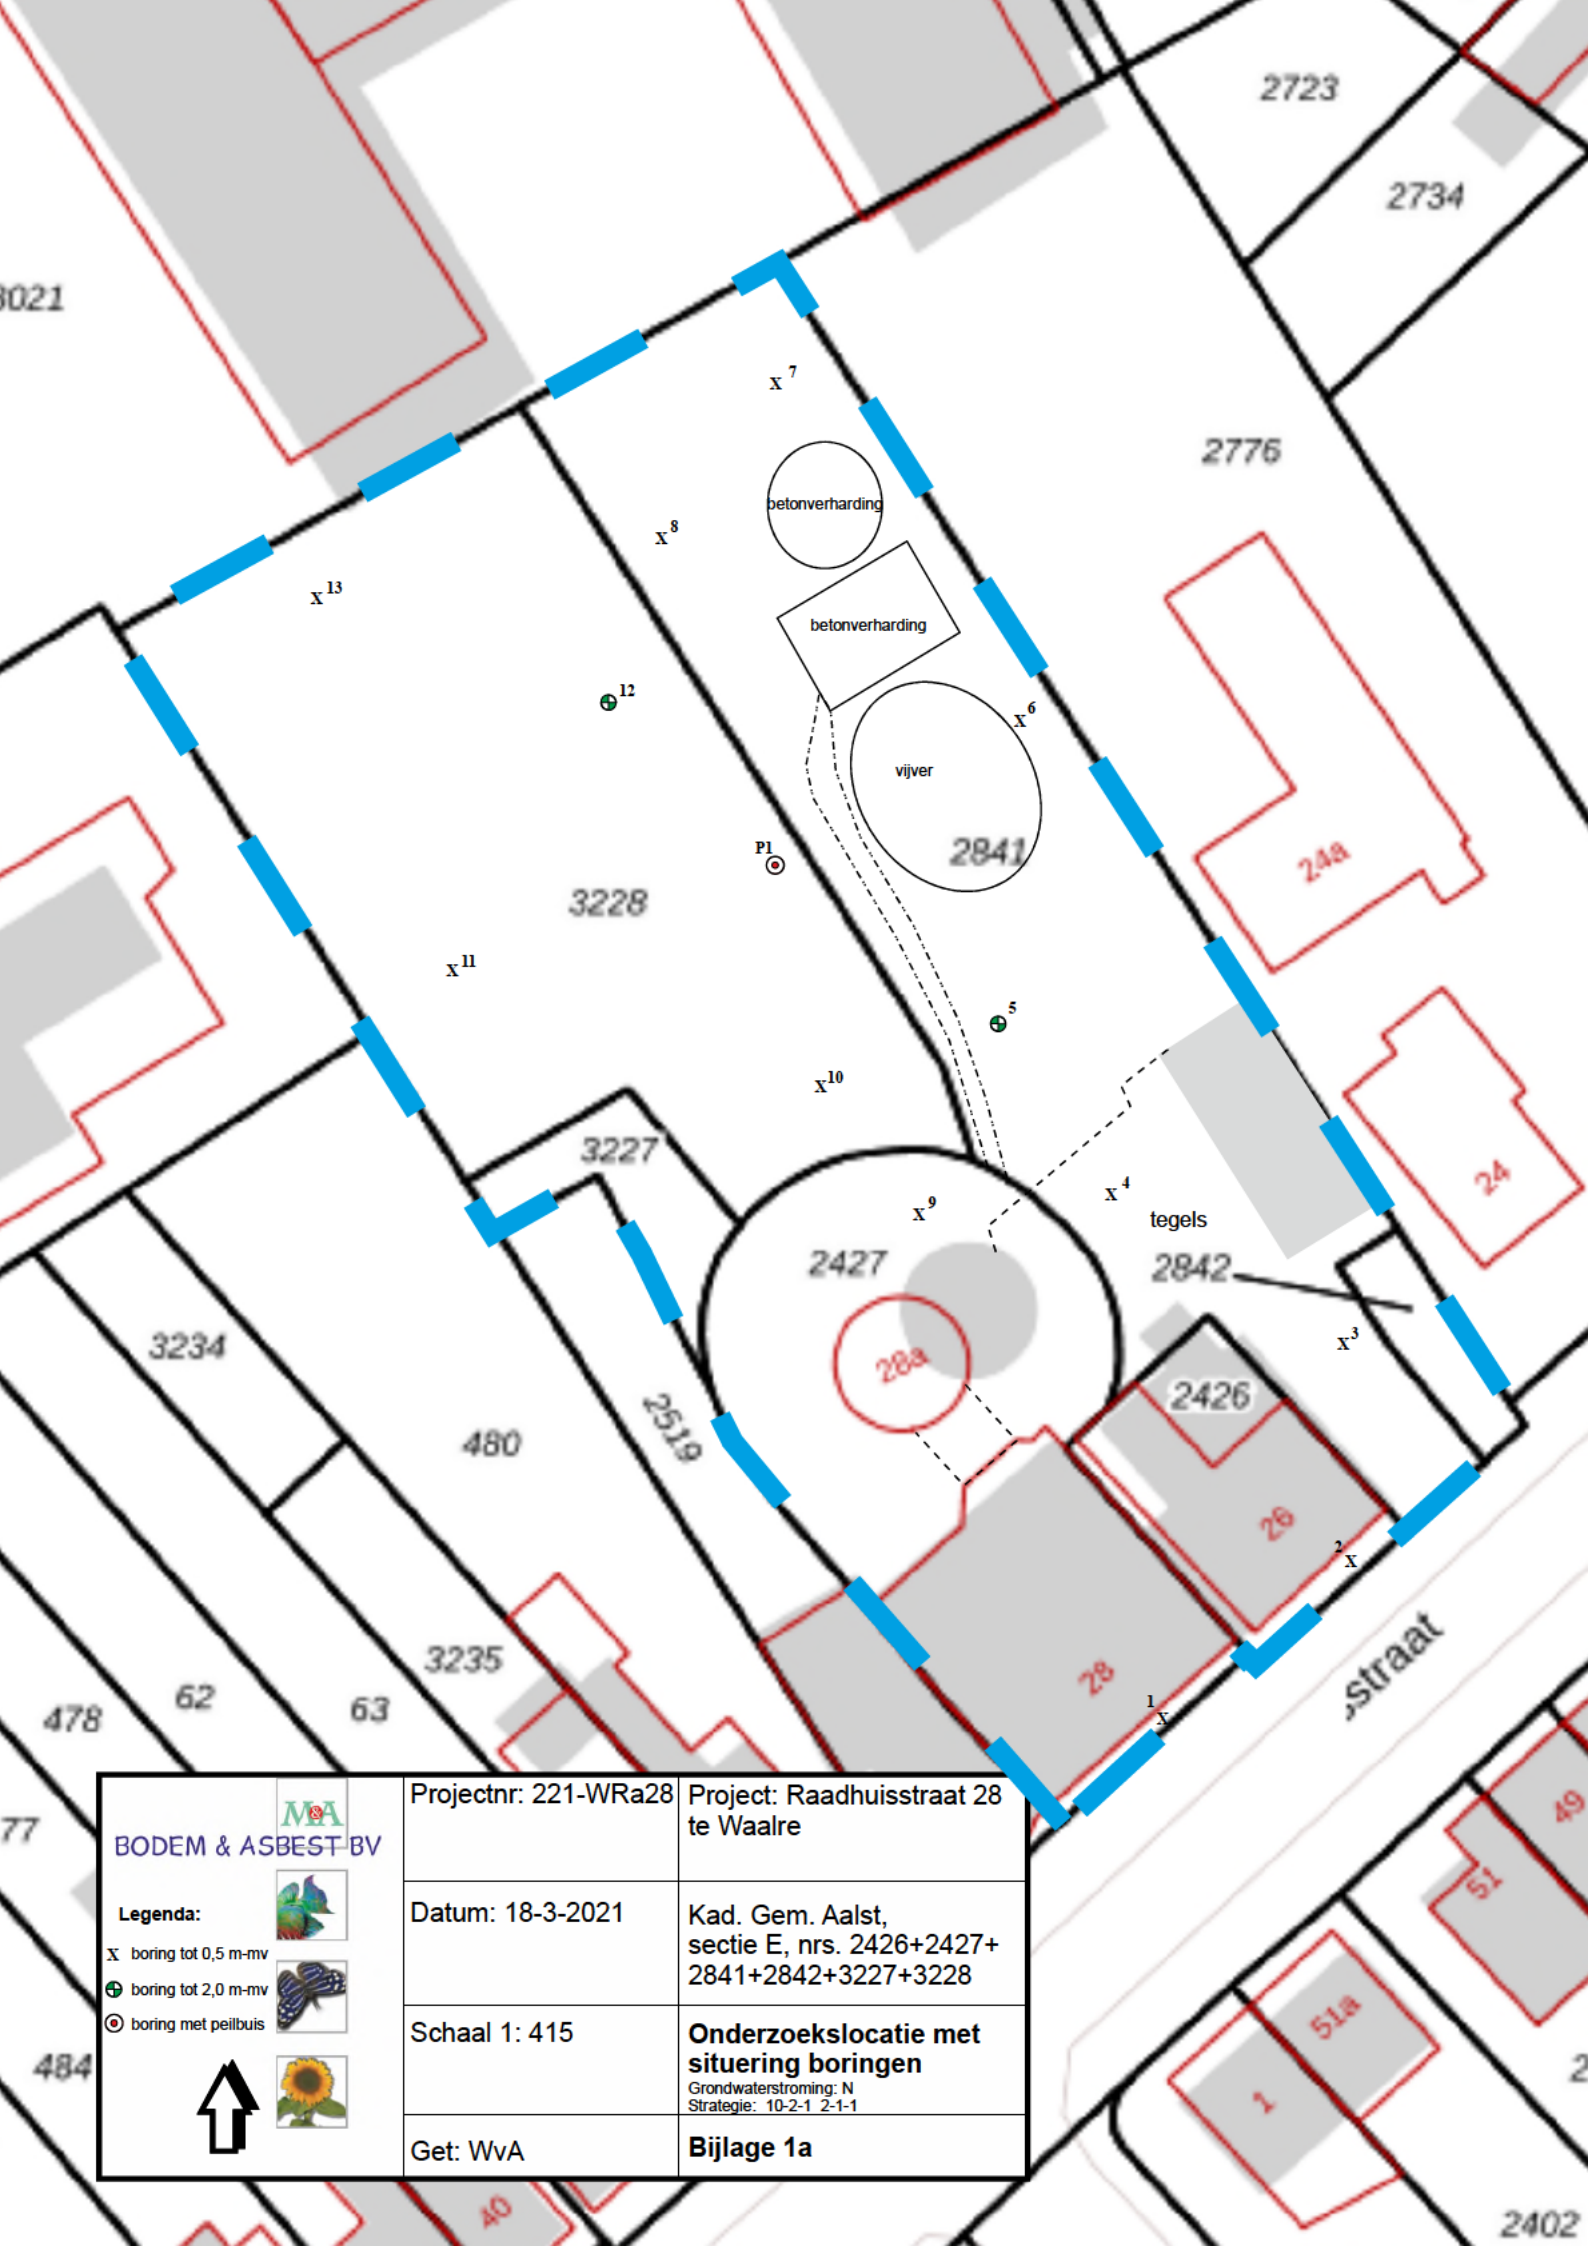 2723
2734
3021
x 7
2776
betonverharding
x 8
x 13
betonverharding
12
x 6
vijver
P1
2841
24a
3228
x 11
5
x 10
3227
24
x 4
x 9
tegels
2427
2842
3234
x 3
28a
2426
2519
480
26
2 x
straat
3235
28
62
63
478
1 x
49
77
51
484
51a
1
40
2402
M&A
BODEM & ASBEST BV
Legenda:
x boring tot 0,5 m-mv
boring tot 2,0 m-mv
boring met peilbuis
Projectnr: 221-WRa28
Project: Raadhuisstraat 28
te Waalre
Datum: 18-3-2021
Kad. Gem. Aalst,
sectie E, nrs. 2426+2427+
2841+2842+3227+3228
Schaal 1: 415
Onderzoekslocatie met
situering boringen
Grondwaterstroming: N
Strategie: 10-2-1 2-1-1
Get: WvA
Bijlage 1a